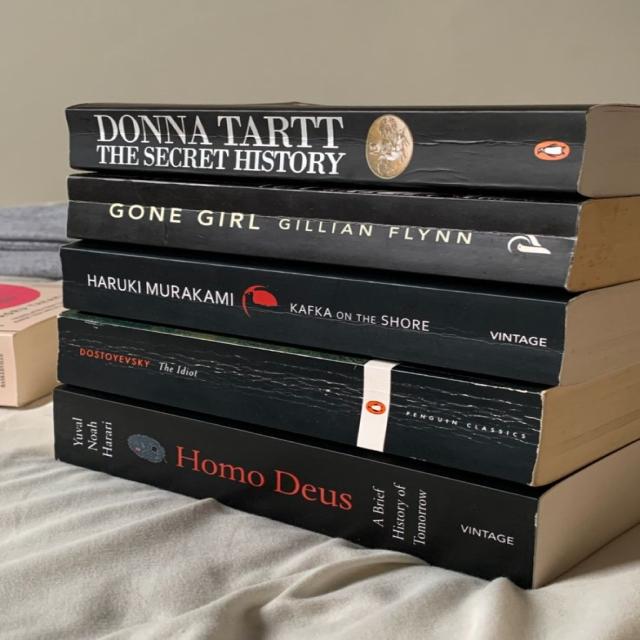 DONNA TARTT
THE SECRET HISTORY
GONE GIRL GILLIAN FLYNN
HARUKI MURAKAMI KAFKA ON THE SHORE VINTAGE
DOSTOYEVSKY The Idiot PENGUIN CLASSICS
Yuval
Noah
Harari
Homo Deus
A Brief
History of
Tomorrow
VINTAGE